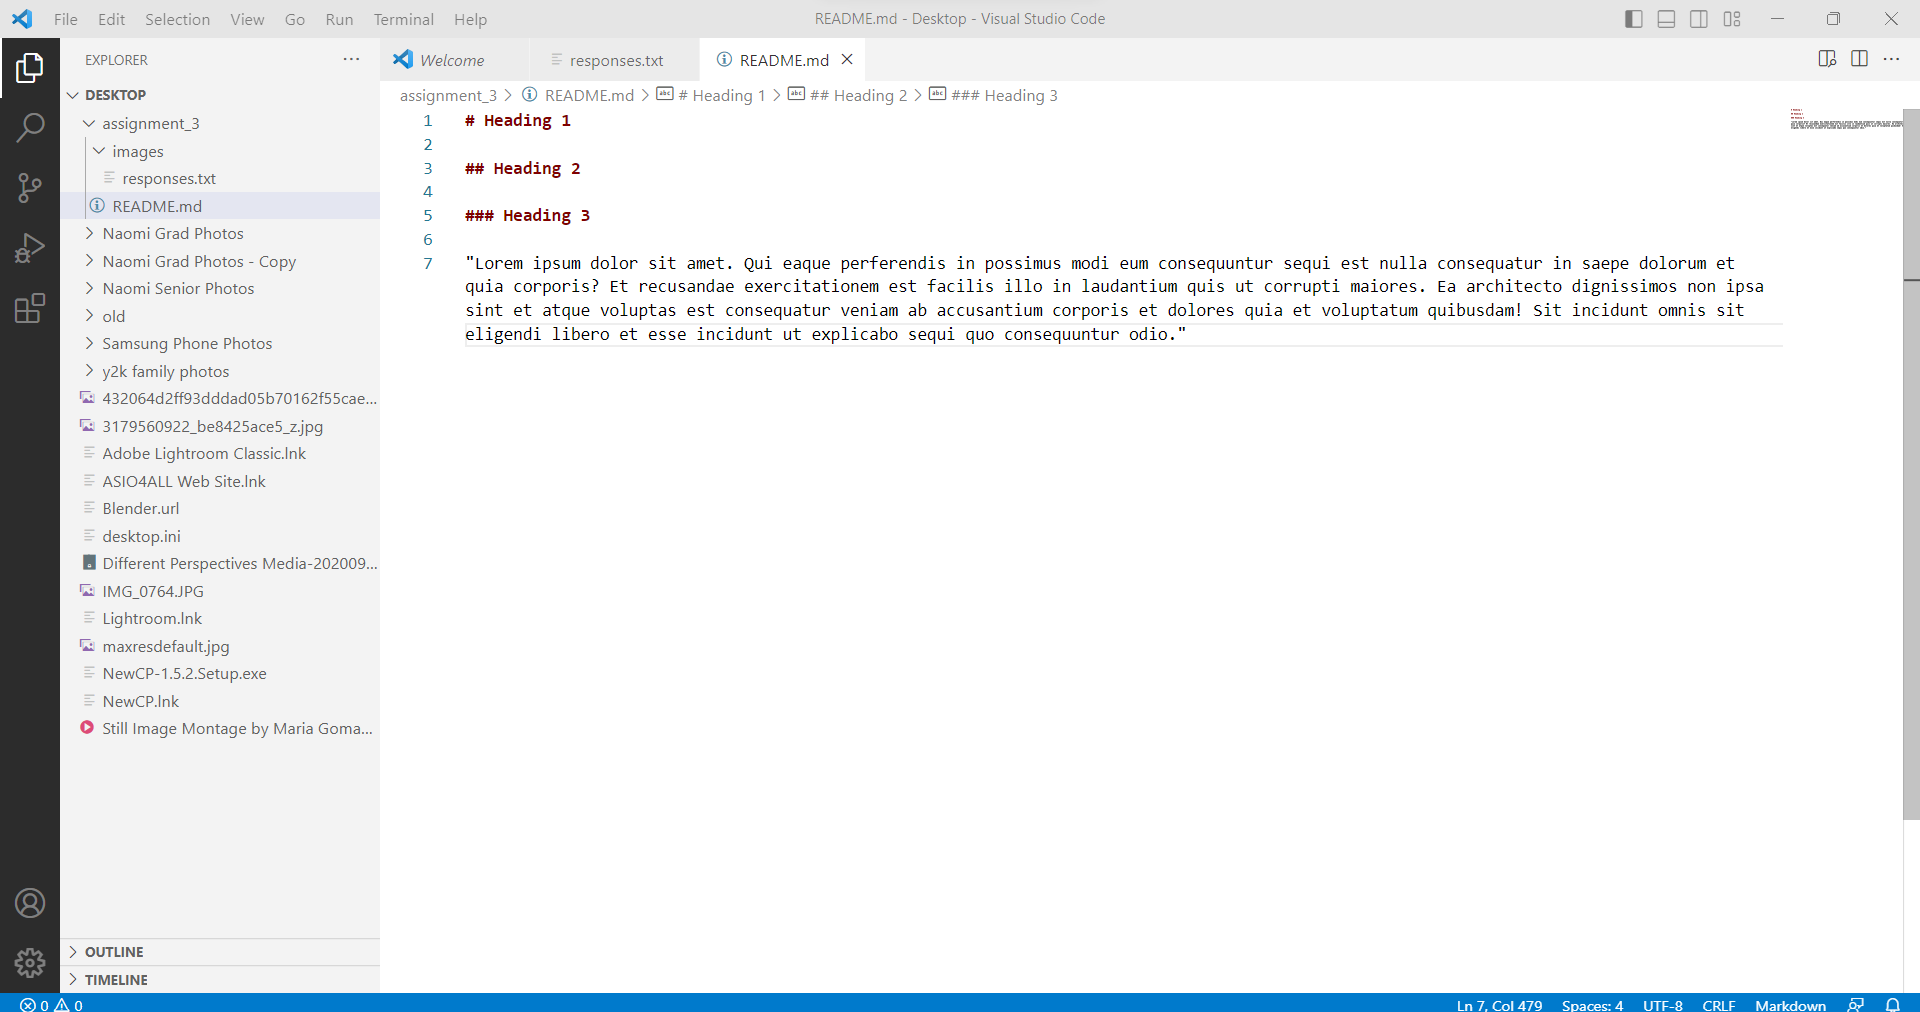 File Edit Selection View Go Run Terminal Help README.md - Desktop - Visual Studio Code
EXPLORER
DESKTOP
assignment_3
images
responses.txt
README.md
Naomi Grad Photos
Naomi Grad Photos - Copy
Naomi Senior Photos
old
Samsung Phone Photos
y2k family photos
432064d2ff93dddad05b70162f55cae...
3179560922_be8425ace5_z.jpg
Adobe Lightroom Classic.lnk
ASIO4ALL Web Site.lnk
Blender.url
desktop.ini
Different Perspectives Media-202009...
IMG_0764.JPG
Lightroom.lnk
maxresdefault.jpg
NewCP-1.5.2.Setup.exe
NewCP.lnk
Still Image Montage by Maria Goma...
OUTLINE
TIMELINE
Welcome responses.txt README.md
assignment_3 > README.md > # Heading 1 > ## Heading 2 > ### Heading 3
1 # Heading 1
2
3 ## Heading 2
4
5 ### Heading 3
6
7 "Lorem ipsum dolor sit amet. Qui eaque perferendis in possimus modi eum consequuntur sequi est nulla consequatur in saepe dolorum et
quia corporis? Et recusandae exercitationem est facilis illo in laudantium quis ut corrupti maiores. Ea architecto dignissimos non ipsa
sint et atque voluptas est consequatur veniam ab accusantium corporis et dolores quia et voluptatum quibusdam! Sit incidunt omnis sit
eligendi libero et esse incidunt ut explicabo sequi quo consequuntur odio."
0 0 Ln 7, Col 479 Spaces: 4 UTF-8 CRLF Markdown